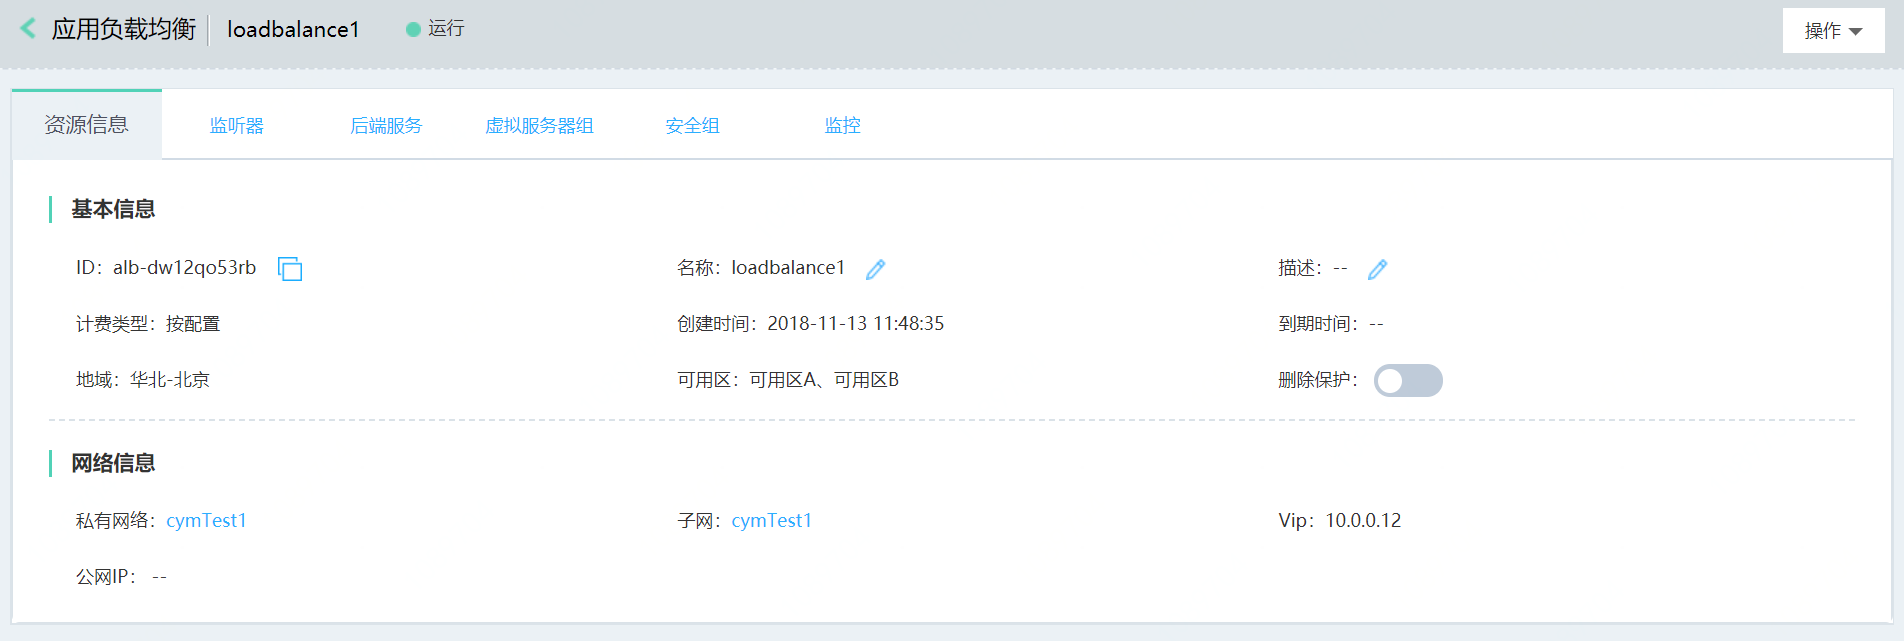 应用负载均衡 loadbalance1 运行 操作
资源信息 监听器 后端服务 虚拟服务器组 安全组 监控
基本信息
ID：alb-dw12qo53rb 名称：loadbalance1 描述：--
计费类型：按配置 创建时间：2018-11-13 11:48:35 到期时间：--
地域：华北-北京 可用区：可用区A、可用区B 删除保护：
网络信息
私有网络：cymTest1 子网：cymTest1 Vip：10.0.0.12
公网IP： --